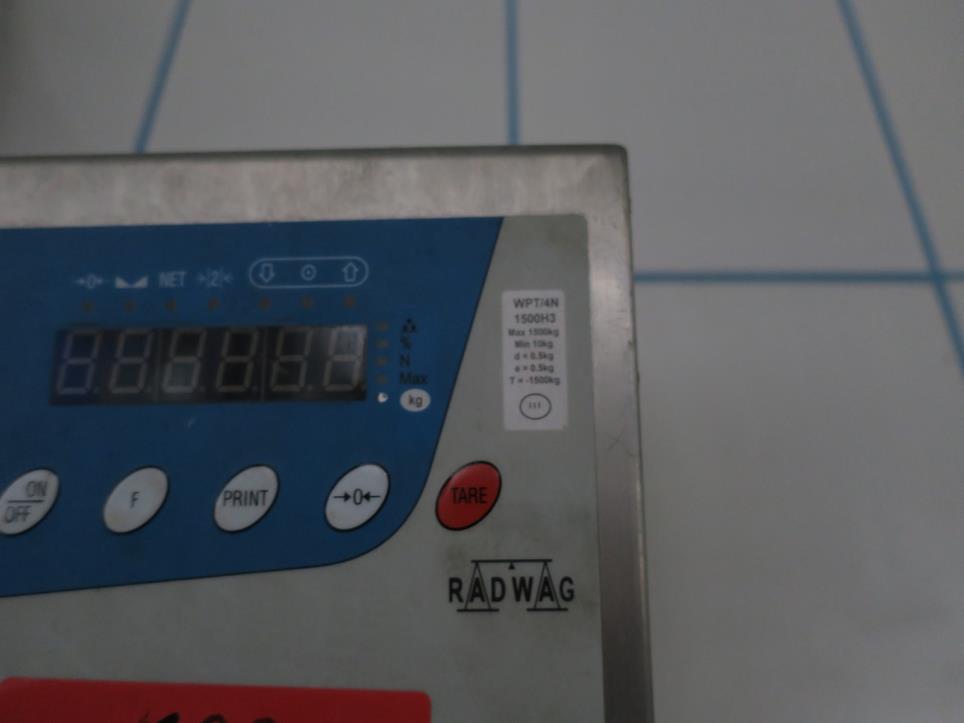 →0← NET >|2|<
%
N
Max
kg
WPT/4N
1500H3
Max 1500kg
Min 10kg
d = 0.5kg
e = 0.5kg
T = -1500kg
III
ON
OFF
F
PRINT
→0←
TARE
RADWAG